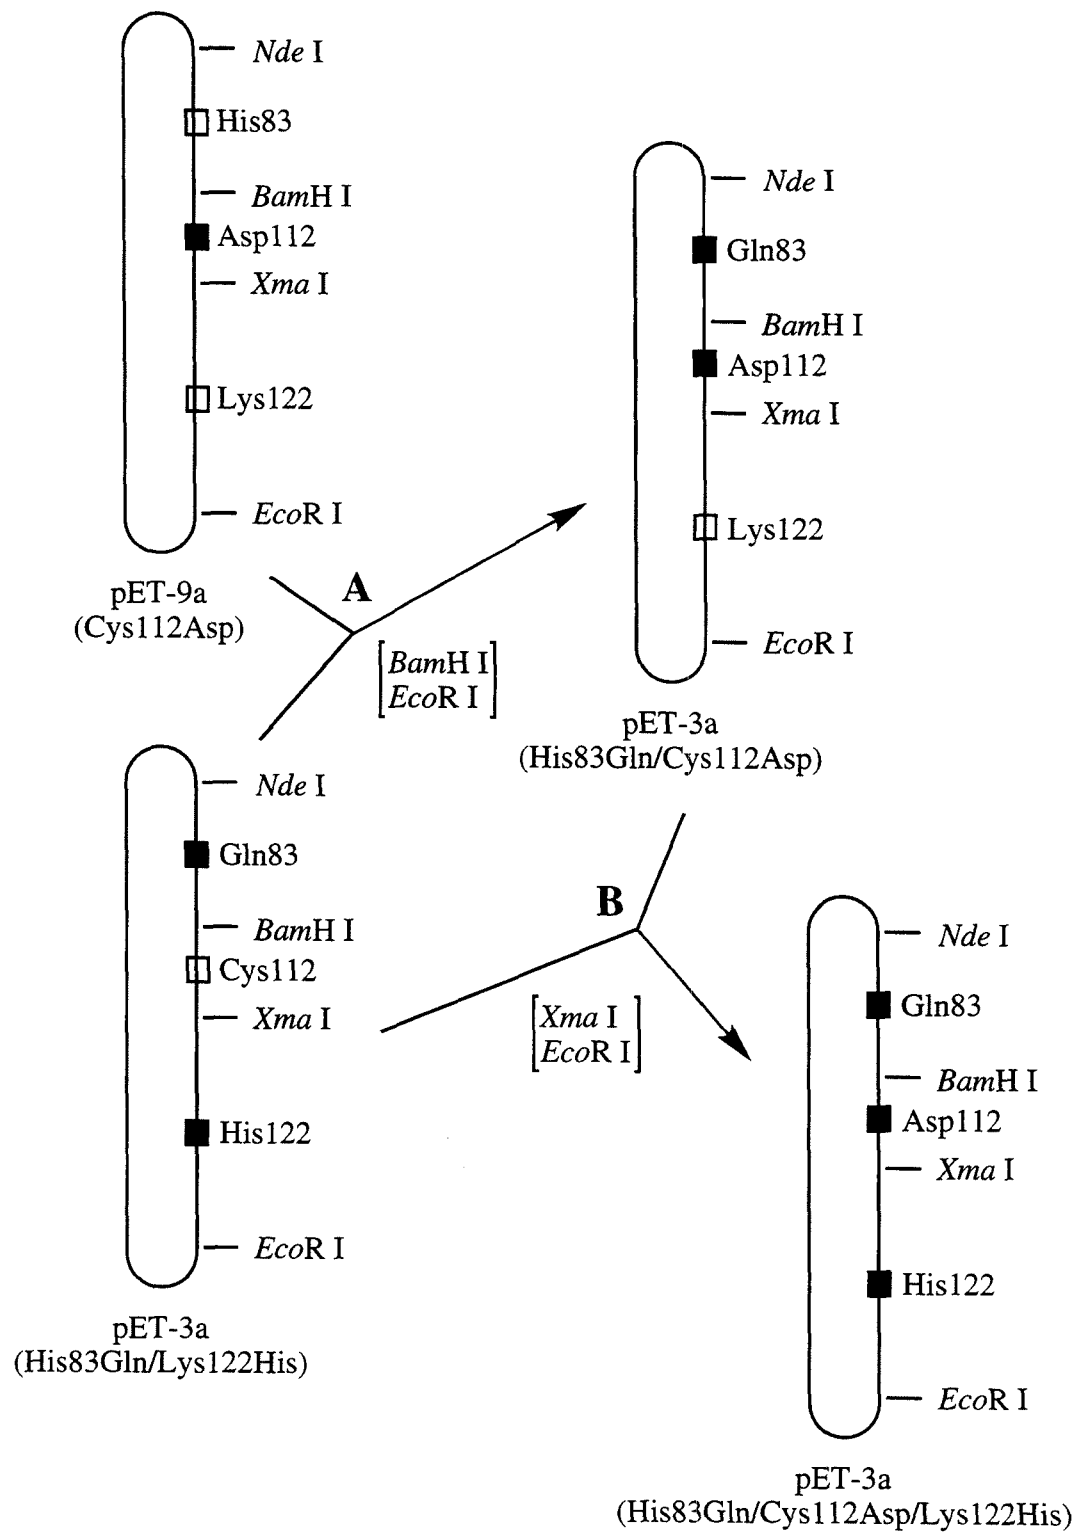 Nde I
His83
BamH I
Asp112
Xma I
Lys122
EcoR I
pET-9a
(Cys112Asp)
Nde I
Gln83
BamH I
Asp112
Xma I
Lys122
EcoR I
pET-3a
(His83Gln/Cys112Asp)
A
BamH I
EcoR I
Nde I
Gln83
BamH I
Cys112
Xma I
His122
EcoR I
pET-3a
(His83Gln/Lys122His)
B
Xma I
EcoR I
Nde I
Gln83
BamH I
Asp112
Xma I
His122
EcoR I
pET-3a
(His83Gln/Cys112Asp/Lys122His)